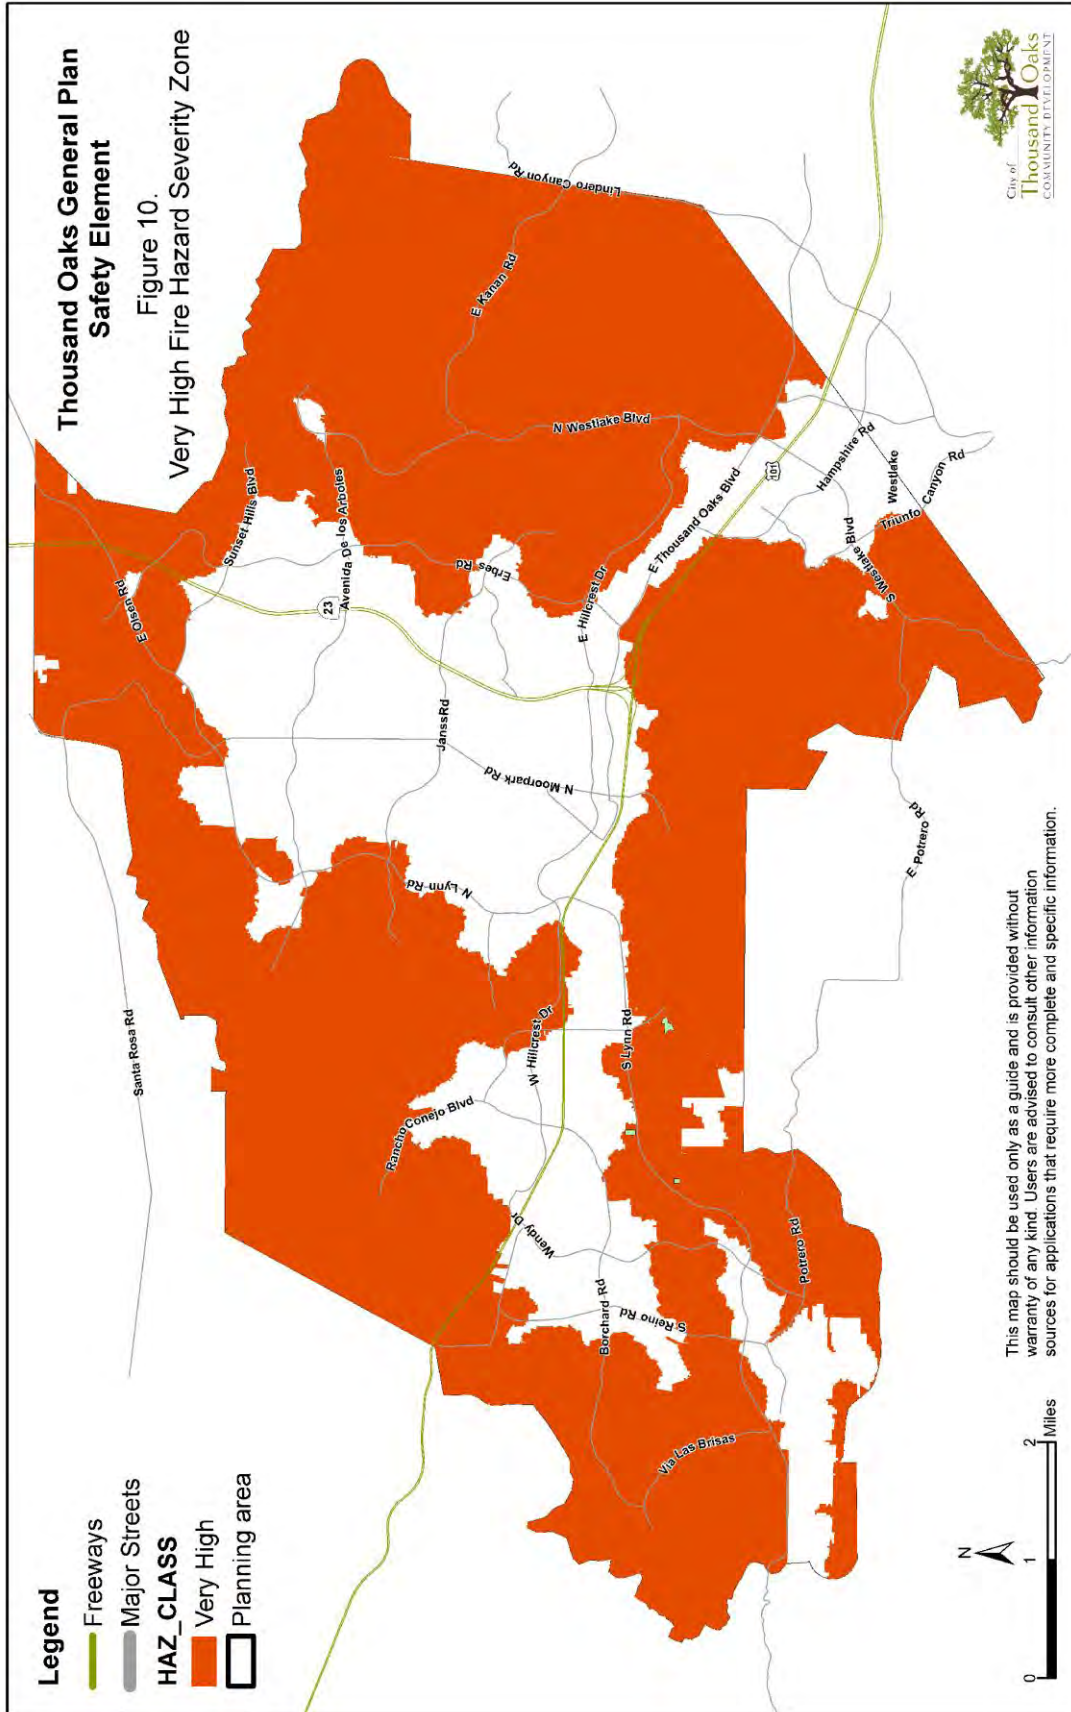 Thousand Oaks General Plan
Safety Element
Figure 10.
Very High Fire Hazard Severity Zone
Legend
Freeways
Major Streets
HAZ_CLASS
Very High
Planning area
Santa Rosa Rd
E Olsen Rd
Sunset Hills Blvd
23
Avenida De los Arboles
Erbes Rd
E Kanan Rd
Lindero Canyon Rd
N Westlake Blvd
Janss Rd
N Moorpark Rd
N Lynn Rd
E Hillcrest Dr
E Thousand Oaks Blvd
101
Hampshire Rd
Westlake
Triunfo Canyon Rd
S Westlake Blvd
Rancho Conejo Blvd
W Hillcrest Dr
S Lynn Rd
Wendy Dr
Borchard Rd
S Reino Rd
Via Las Brisas
Potrero Rd
E Potrero Rd
N
0 1 2
Miles
This map should be used only as a guide and is provided without
warranty of any kind. Users are advised to consult other information
sources for applications that require more complete and specific information.
City of
Thousand Oaks
COMMUNITY DEVELOPMENT